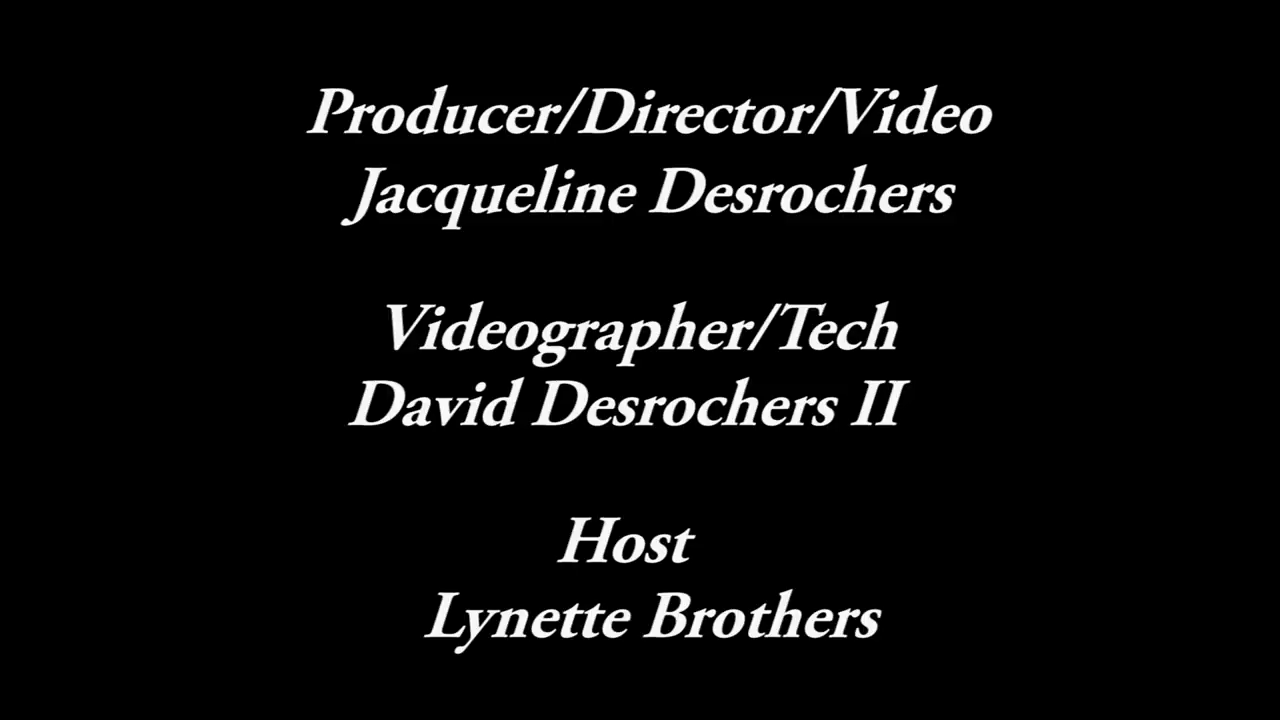 Producer/Director/Video
Jacqueline Desrochers
Videographer/Tech
David Desrochers II
Host
Lynette Brothers